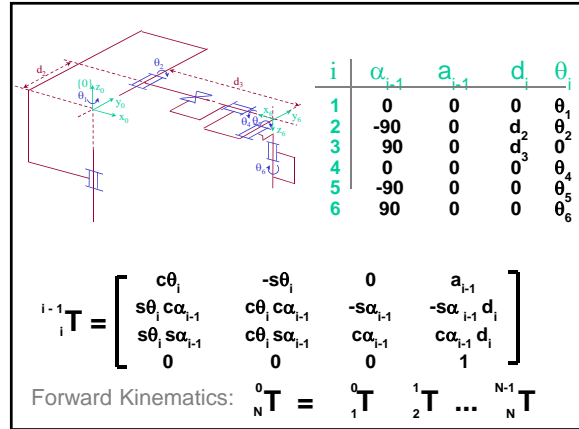 d₂
{0}
z₀
θ₁
y₀
x₀
θ₂
d₃
x₆
y₆
θ₄
z₆
θ₆
i αᵢ₋₁ aᵢ₋₁ dᵢ θᵢ
1 0 0 0 θ₁
2 -90 0 d₂ θ₂
3 90 0 d₃ 0
4 0 0 0 θ₄
5 -90 0 0 θ₅
6 90 0 0 θ₆
cθᵢ -sθᵢ 0 aᵢ₋₁
sθᵢ cαᵢ₋₁ cθᵢ cαᵢ₋₁ -sαᵢ₋₁ -sαᵢ₋₁ dᵢ
ⁱ⁻¹ᵢT =
sθᵢ sαᵢ₋₁ cθᵢ sαᵢ₋₁ cαᵢ₋₁ cαᵢ₋₁ dᵢ
0 0 0 1
Forward Kinematics: ⁰_N T = ⁰₁T ¹₂T ... ᴺ⁻¹_N T